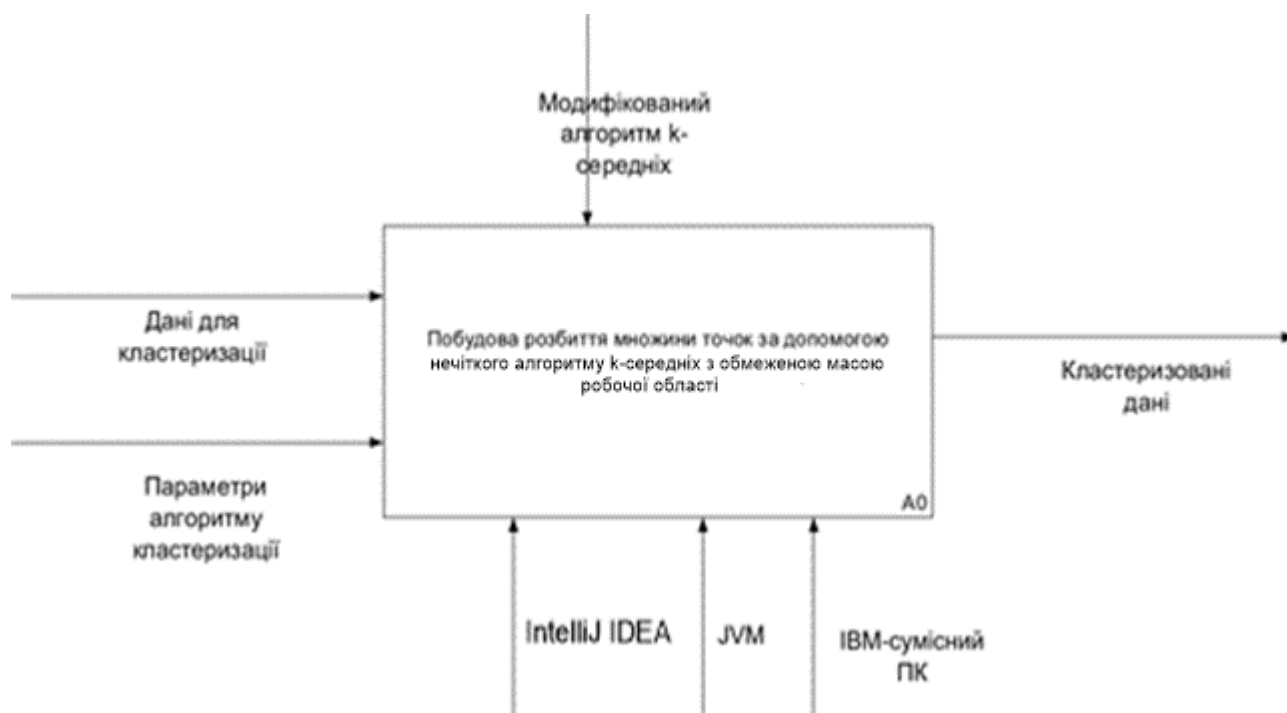 Модифікований
алгоритм k-
середніх
Дані для
кластеризації
Побудова розбиття множини точок за допомогою
нечіткого алгоритму k-середніх з обмеженою масою
робочої області
Кластеризовані
дані
Параметри
алгоритму
кластеризації
A0
IntelliJ IDEA
JVM
IBM-сумісний
ПК